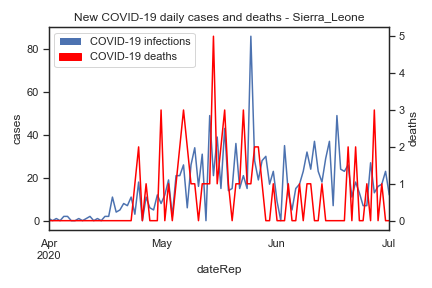 New COVID-19 daily cases and deaths - Sierra_Leone
COVID-19 infections
COVID-19 deaths
cases
80
60
40
20
0
deaths
5
4
3
2
1
0
Apr
2020
May
Jun
Jul
dateRep